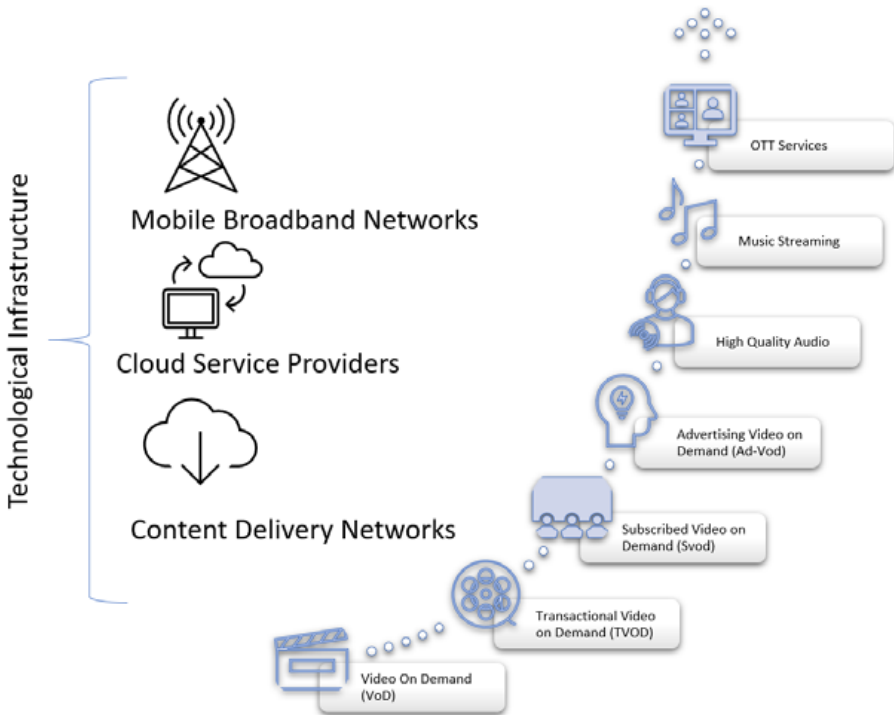 Technological Infrastructure
Mobile Broadband Networks
Cloud Service Providers
Content Delivery Networks
OTT Services
Music Streaming
High Quality Audio
Advertising Video on
Demand (Ad-Vod)
Subscribed Video on
Demand (Svod)
Transactional Video
on Demand (TVOD)
Video On Demand
(VoD)